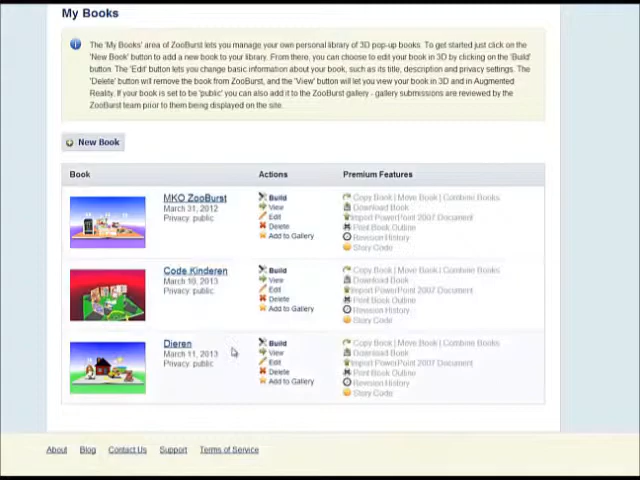 My Books
The 'My Books' area of ZooBurst lets you manage your own personal library of 3D pop-up books. To get started just click on the
'New Book' button to add a new book to your library. From there, you can choose to edit your book in 3D by clicking on the 'Build'
button. The 'Edit' button lets you change basic information about your book, such as its title, description and privacy settings. The
'Delete' button will remove the book from ZooBurst, and the 'View' button will let you view your book in 3D and in Augmented
Reality. If your book is set to be 'public' you can also add it to the ZooBurst gallery - gallery submissions are reviewed by the
ZooBurst team prior to them being displayed on the site.
New Book
Book Actions Premium Features
MKO ZooBurst
March 31, 2012
Privacy: public
Build
View
Edit
Delete
Add to Gallery
Copy Book | Move Book | Combine Books
Download Book
Import PowerPoint 2007 Document
Print Book Outline
Revision History
Story Code
Code Kinderen
March 10, 2013
Privacy: public
Build
View
Edit
Delete
Add to Gallery
Copy Book | Move Book | Combine Books
Download Book
Import PowerPoint 2007 Document
Print Book Outline
Revision History
Story Code
Dieren
March 11, 2013
Privacy: public
Build
View
Edit
Delete
Add to Gallery
Copy Book | Move Book | Combine Books
Download Book
Import PowerPoint 2007 Document
Print Book Outline
Revision History
Story Code
About Blog Contact Us Support Terms of Service